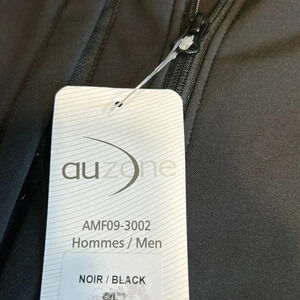 auzone
AMF09-3002
Hommes / Men
NOIR / BLACK